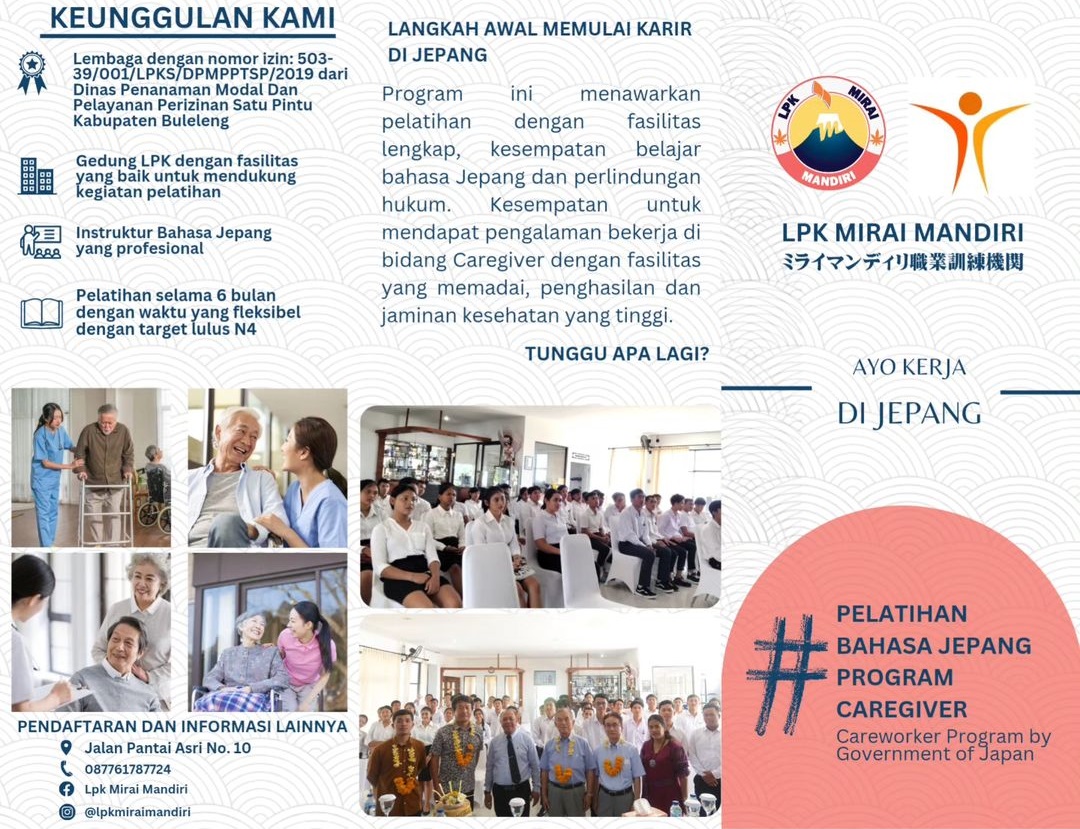 KEUNGGULAN KAMI
Lembaga dengan nomor izin: 503-
39/001/LPKS/DPMPPTSP/2019 dari
Dinas Penanaman Modal Dan
Pelayanan Perizinan Satu Pintu
Kabupaten Buleleng
Gedung LPK dengan fasilitas
yang baik untuk mendukung
kegiatan pelatihan
Instruktur Bahasa Jepang
yang profesional
Pelatihan selama 6 bulan
dengan waktu yang fleksibel
dengan target lulus N4
PENDAFTARAN DAN INFORMASI LAINNYA
Jalan Pantai Asri No. 10
087761787724
Lpk Mirai Mandiri
@lpkmiraimandiri
LANGKAH AWAL MEMULAI KARIR
DI JEPANG
Program ini menawarkan
pelatihan dengan fasilitas
lengkap, kesempatan belajar
bahasa Jepang dan perlindungan
hukum. Kesempatan untuk
mendapat pengalaman bekerja di
bidang Caregiver dengan fasilitas
yang memadai, penghasilan dan
jaminan kesehatan yang tinggi.
TUNGGU APA LAGI?
LPK MIRAI
MANDIRI
LPK MIRAI MANDIRI
ミライマンディリ職業訓練機関
AYO KERJA
DI JEPANG
#
PELATIHAN
BAHASA JEPANG
PROGRAM
CAREGIVER
Careworker Program by
Government of Japan